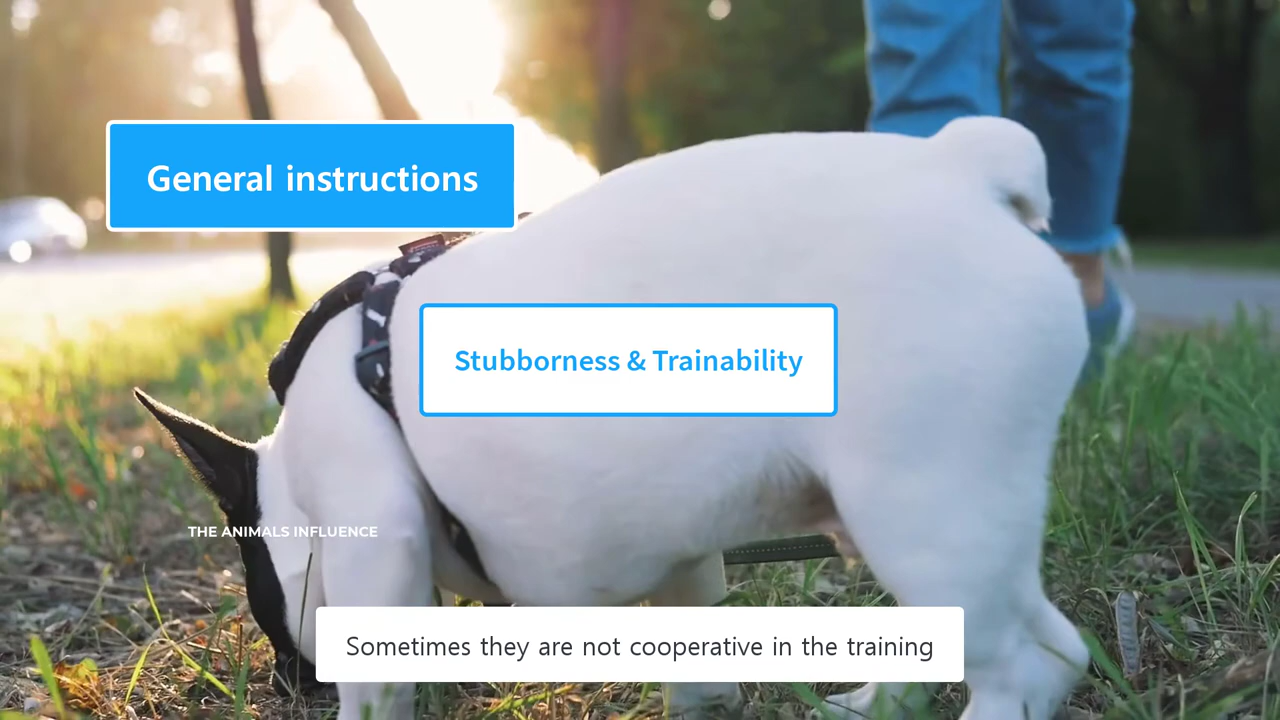 General instructions
Stubborness & Trainability
THE ANIMALS INFLUENCE
Sometimes they are not cooperative in the training